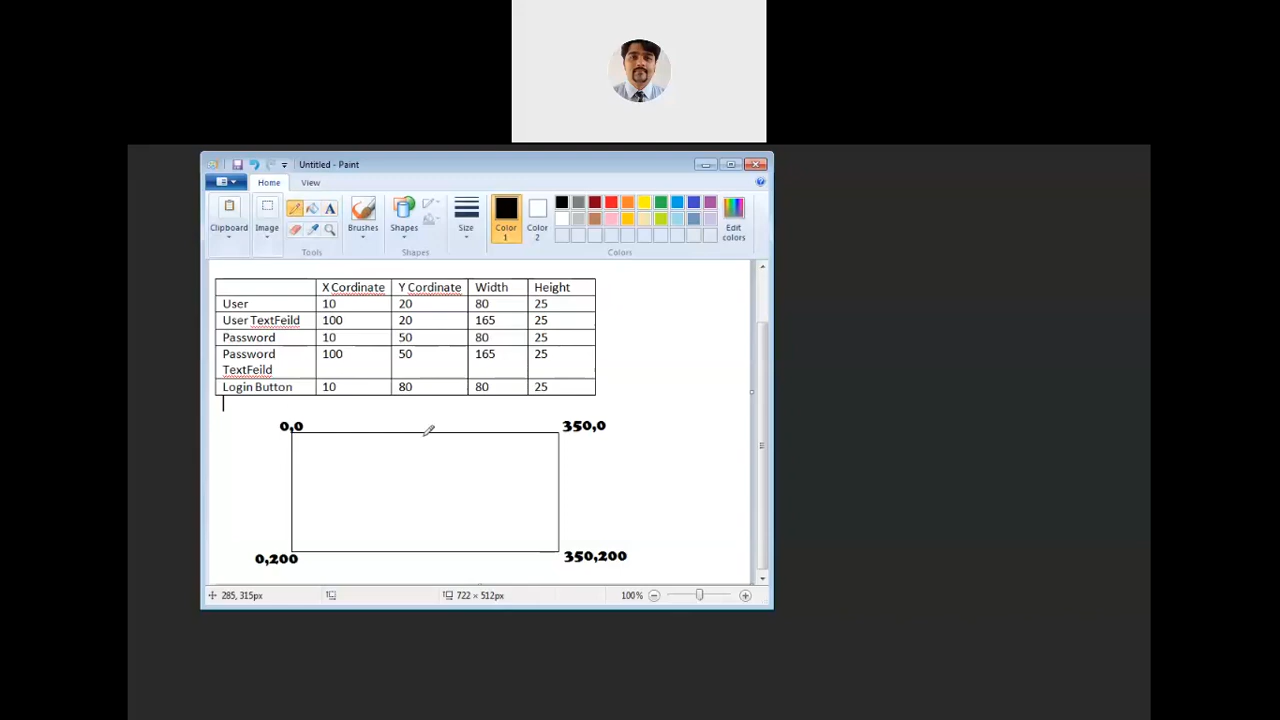 Untitled - Paint
Home View
Clipboard Image Tools Brushes Shapes Shapes Size Color 1 Color 2 Edit colors Colors
X Cordinate Y Cordinate Width Height
User 10 20 80 25
User TextFeild 100 20 165 25
Password 10 50 80 25
Password TextFeild 100 50 165 25
Login Button 10 80 80 25
0,0 350,0
0,200 350,200
285, 315px 722 × 512px 100%